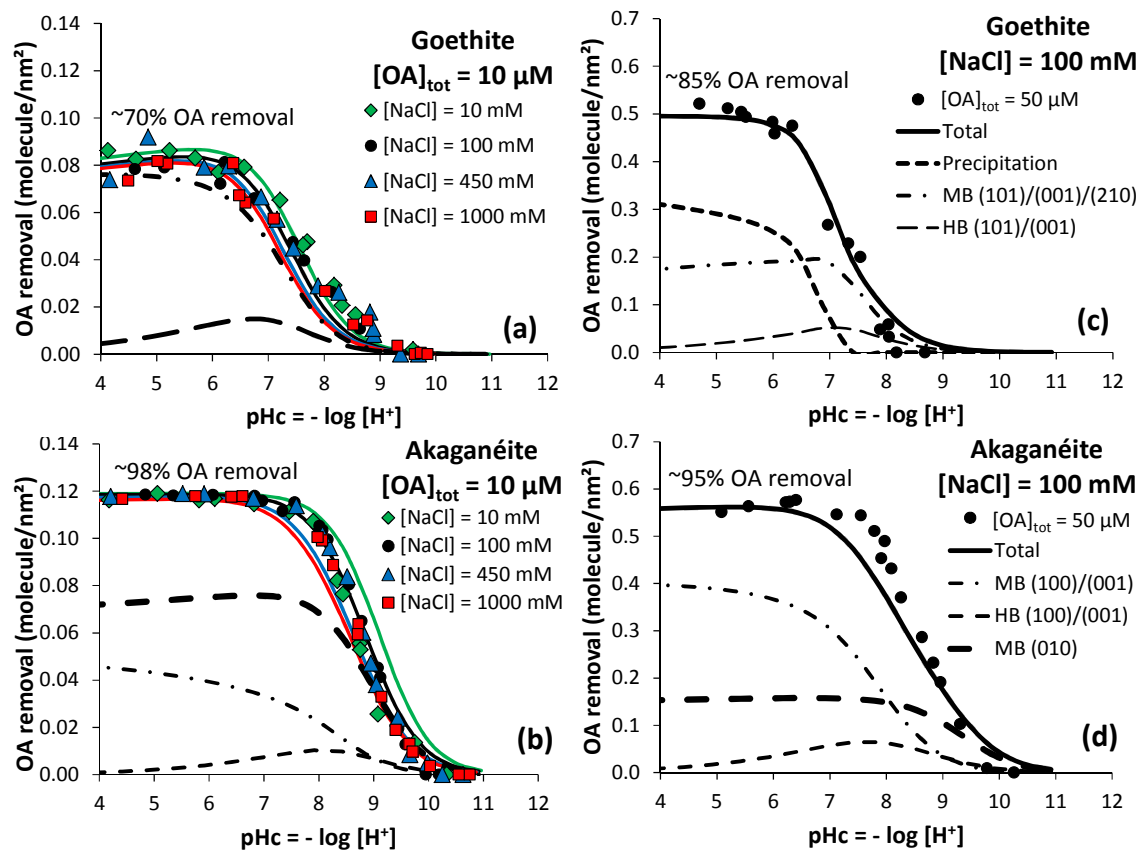 Goethite
[OA]tot = 10 µM
~70% OA removal
[NaCl] = 10 mM
[NaCl] = 100 mM
[NaCl] = 450 mM
[NaCl] = 1000 mM
(a)
OA removal (molecule/nm²)
0.14
0.12
0.10
0.08
0.06
0.04
0.02
0.00
4 5 6 7 8 9 10 11 12
pHc = - log [H⁺]
Goethite
[NaCl] = 100 mM
~85% OA removal
[OA]tot = 50 µM
Total
Precipitation
MB (101)/(001)/(210)
HB (101)/(001)
(c)
OA removal (molecule/nm²)
0.7
0.6
0.5
0.4
0.3
0.2
0.1
0.0
4 5 6 7 8 9 10 11 12
pHc = - log [H⁺]
Akaganéite
[OA]tot = 10 µM
~98% OA removal
[NaCl] = 10 mM
[NaCl] = 100 mM
[NaCl] = 450 mM
[NaCl] = 1000 mM
(b)
OA removal (molecule/nm²)
0.14
0.12
0.10
0.08
0.06
0.04
0.02
0.00
4 5 6 7 8 9 10 11 12
pHc = - log [H⁺]
Akaganéite
[NaCl] = 100 mM
~95% OA removal
[OA]tot = 50 µM
Total
MB (100)/(001)
HB (100)/(001)
MB (010)
(d)
OA removal (molecule/nm²)
0.7
0.6
0.5
0.4
0.3
0.2
0.1
0.0
4 5 6 7 8 9 10 11 12
pHc = - log [H⁺]